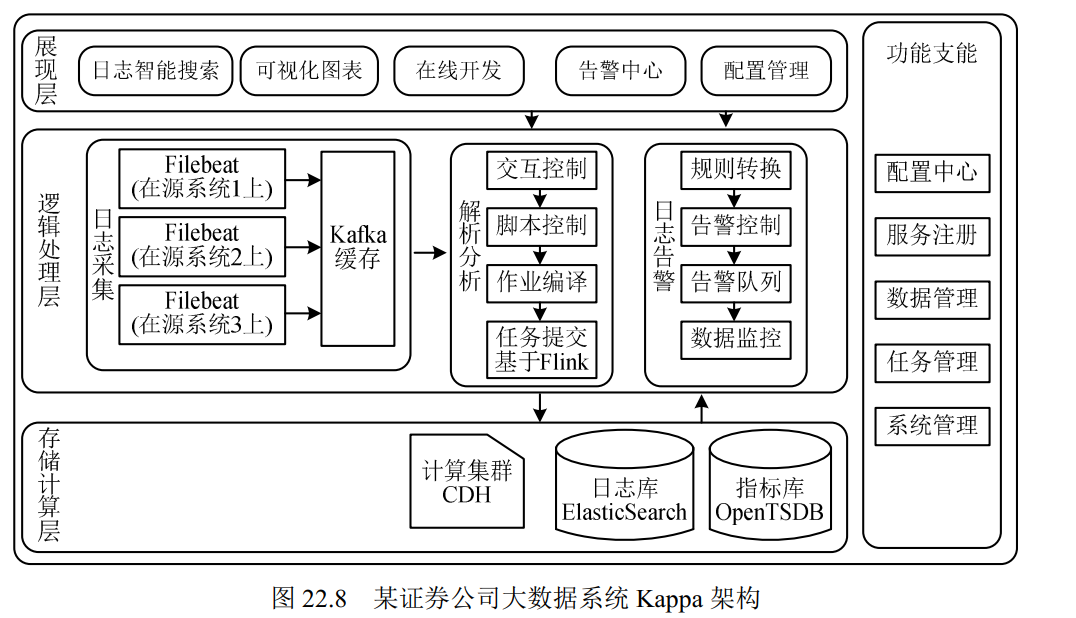 展现层
日志智能搜索
可视化图表
在线开发
告警中心
配置管理
逻辑处理层
日志采集
Filebeat
(在源系统1上)
Filebeat
(在源系统2上)
Filebeat
(在源系统3上)
Kafka
缓存
解析分析
交互控制
脚本控制
作业编译
任务提交
基于Flink
日志告警
规则转换
告警控制
告警队列
数据监控
存储计算层
计算集群
CDH
日志库
ElasticSearch
指标库
OpenTSDB
功能支能
配置中心
服务注册
数据管理
任务管理
系统管理
图 22.8 某证券公司大数据系统 Kappa 架构